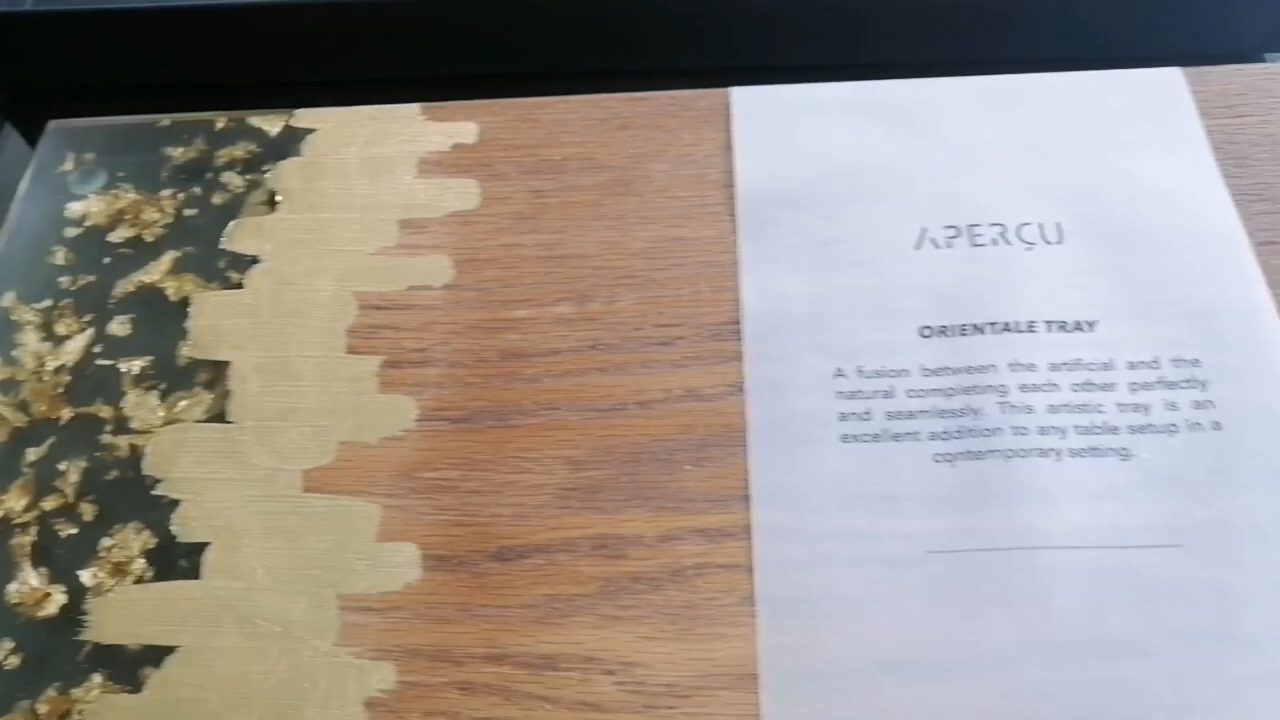 APERÇU
ORIENTALE TRAY
A fusion between the artificial and the
natural completing each other perfectly
and seamlessly. This artistic tray is an
excellent addition to any table setup in a
contemporary setting.